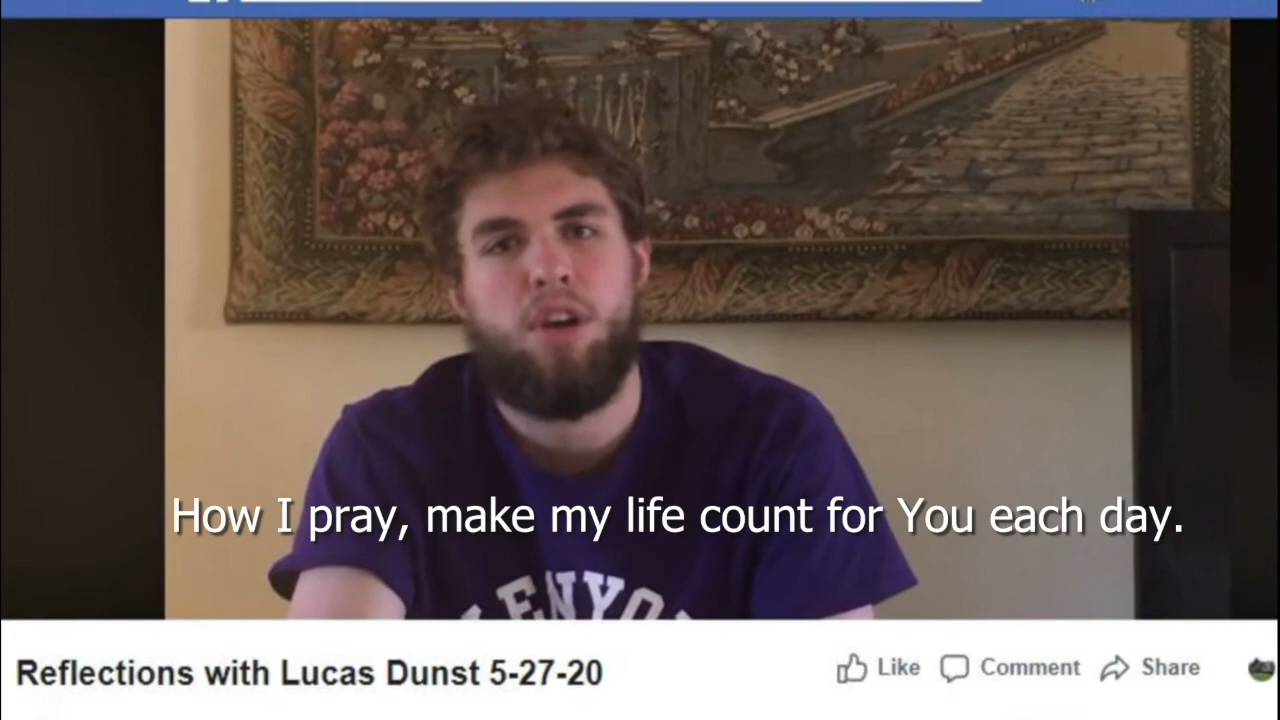 How I pray, make my life count for You each day.
Reflections with Lucas Dunst 5-27-20
Like Comment Share